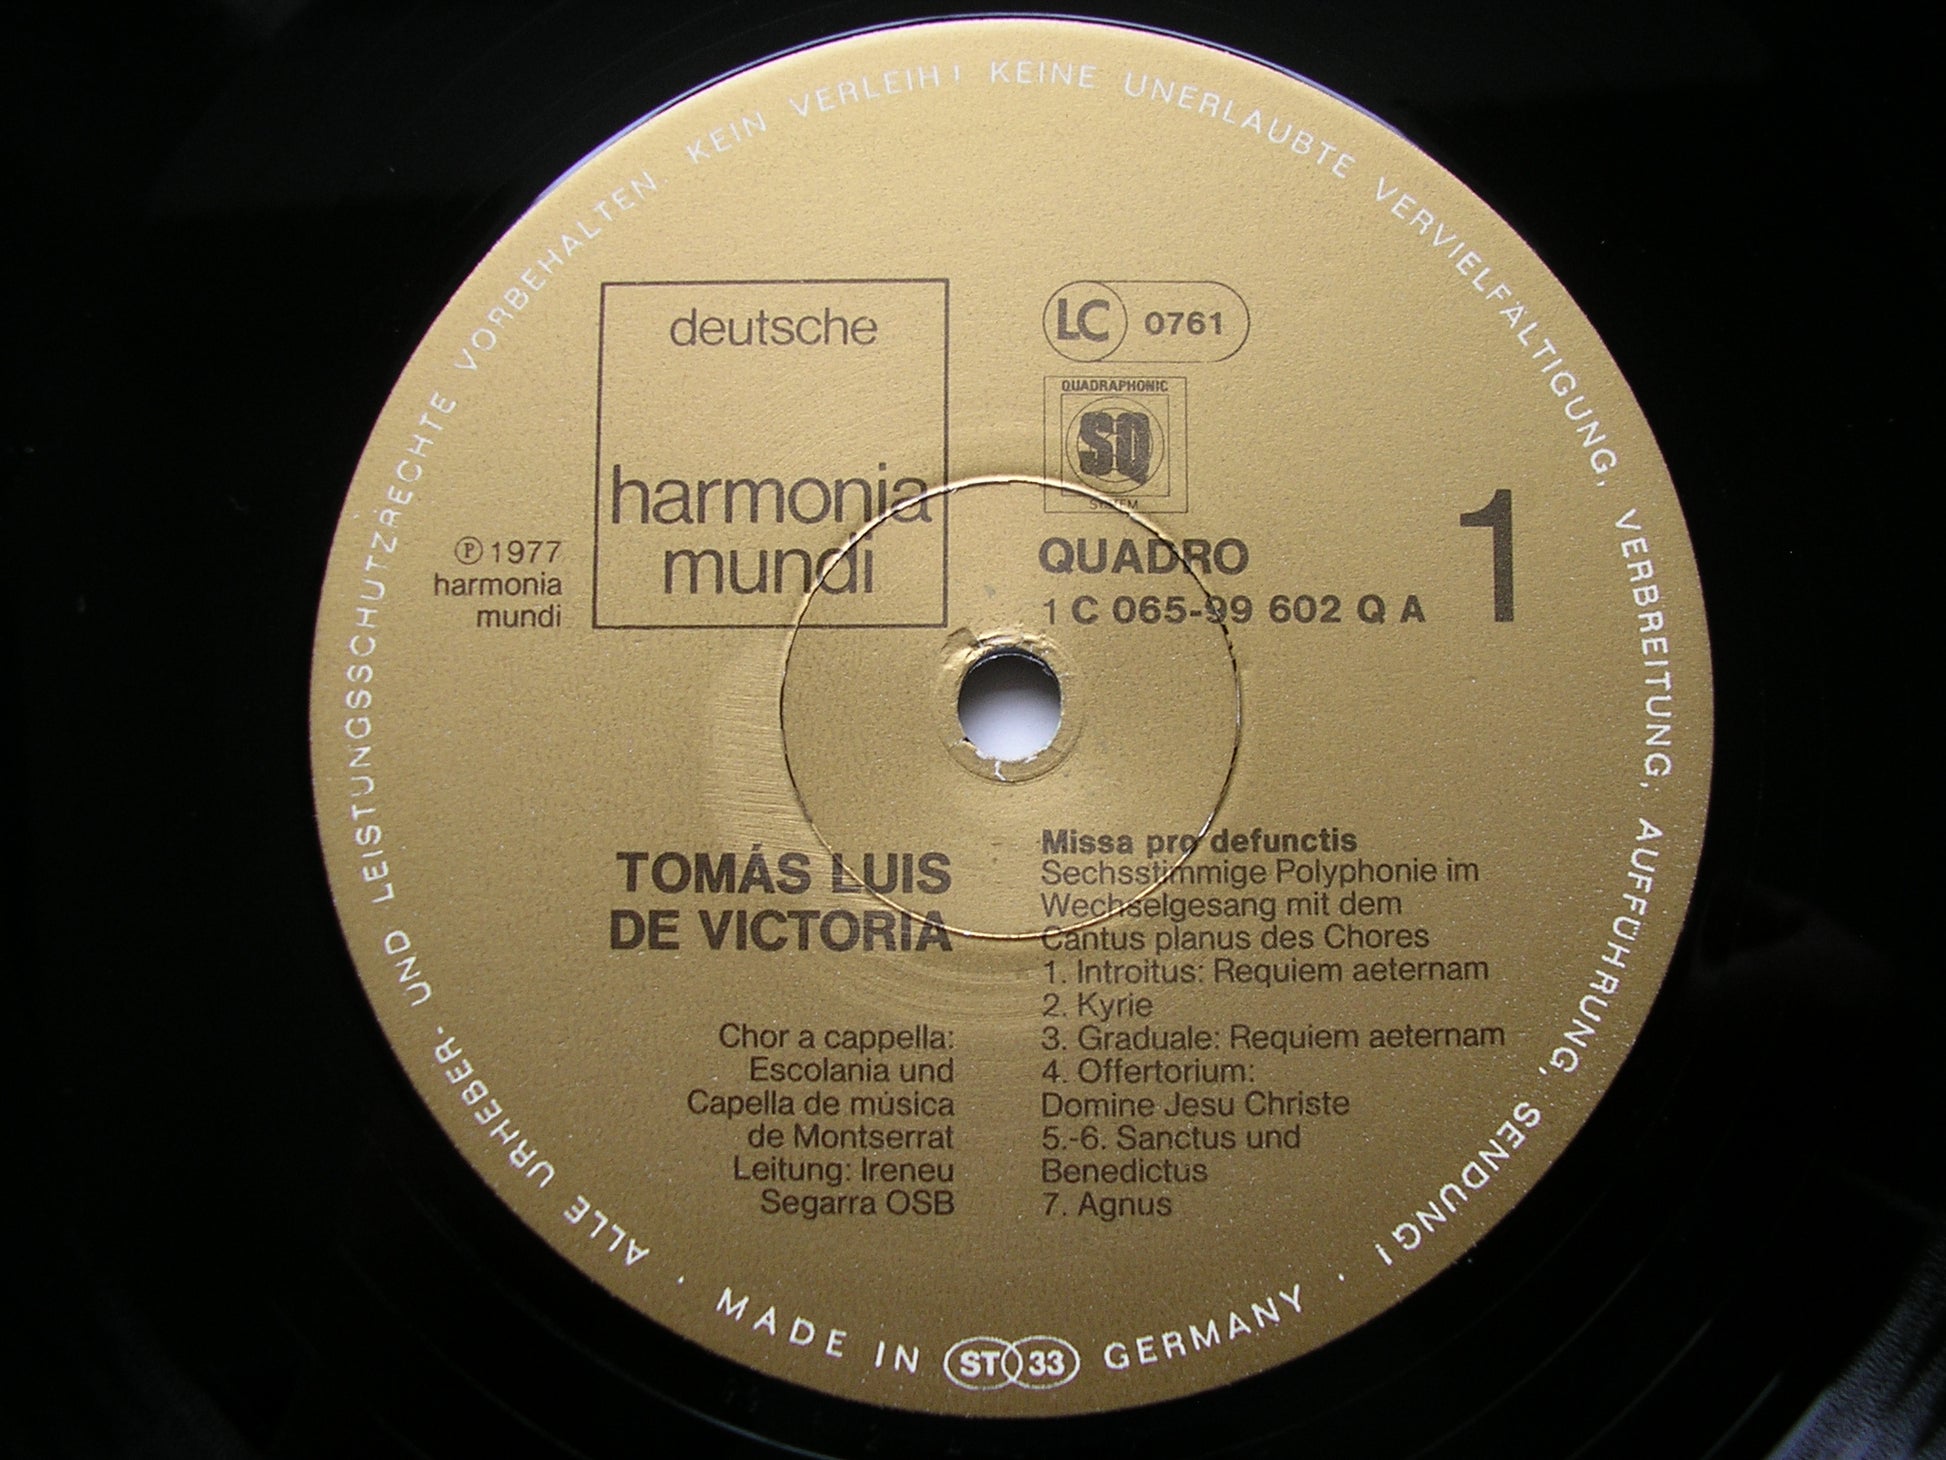 ALLE URHEBER- UND LEISTUNGSSCHUTZRECHTE VORBEHALTEN. KEIN VERLEIH! KEINE UNERLAUBTE VERVIELFÄLTIGUNG, VERBREITUNG, AUFFÜHRUNG, SENDUNG!
deutsche
harmonia
mundi
LC 0761
QUADRAPHONIC
SQ
SYSTEM
QUADRO
1 C 065-99 602 Q A
1
Ⓟ 1977
harmonia
mundi
TOMÁS LUIS
DE VICTORIA
Chor a cappella:
Escolania und
Capella de música
de Montserrat
Leitung: Ireneu
Segarra OSB
Missa pro defunctis
Sechsstimmige Polyphonie im
Wechselgesang mit dem
Cantus planus des Chores
1. Introitus: Requiem aeternam
2. Kyrie
3. Graduale: Requiem aeternam
4. Offertorium:
Domine Jesu Christe
5.-6. Sanctus und
Benedictus
7. Agnus
· MADE IN ST 33 GERMANY ·